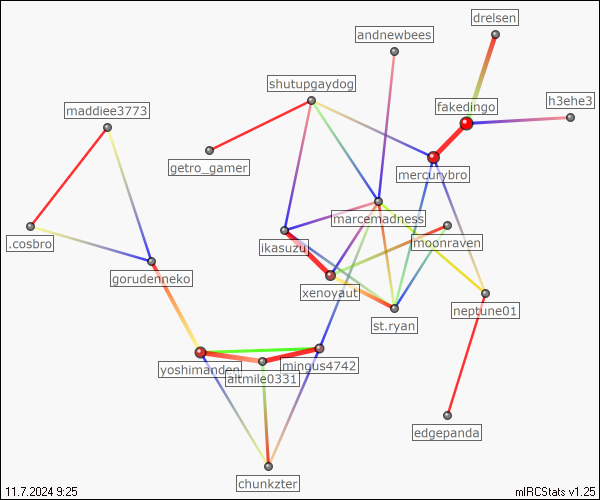 drelsen
andnewbees
shutupgaydog
fakedingo
h3ehe3
maddiee3773
getro_gamer
mercurybro
marcemadness
.cosbro
ikasuzu
moonraven
gorudenneko
xenoyaut
neptune01
st.ryan
yoshimanden
mingus4742
altmile0331
edgepanda
chunkzter
11.7.2024 9:25
mIRCStats v1.25